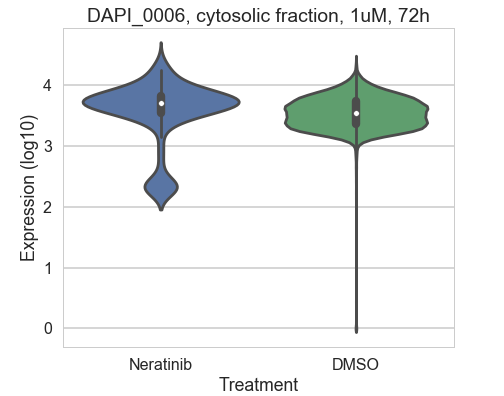 DAPI_0006, cytosolic fraction, 1uM, 72h
Expression (log10)
4
3
2
1
0
Neratinib DMSO
Treatment